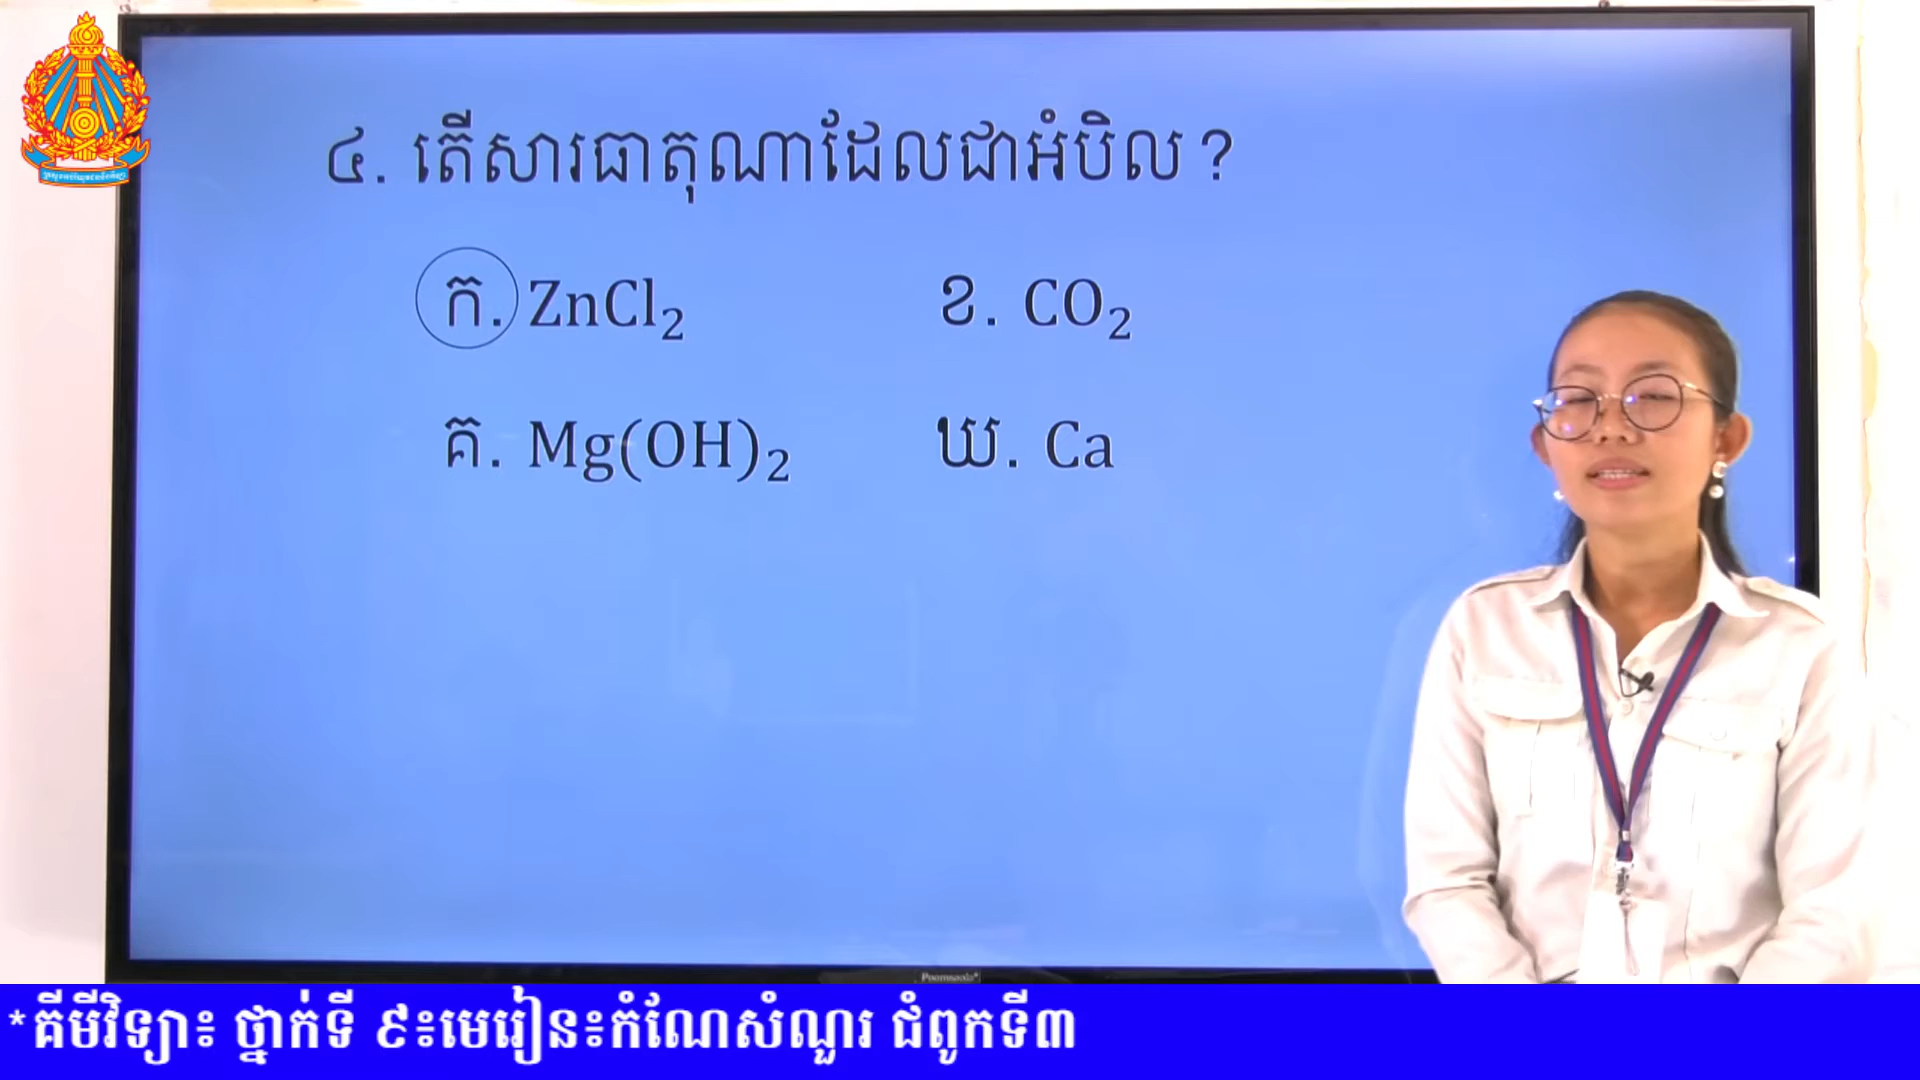 ៤. តើសារធាតុណាដែលជាអំបិល ?
ក. ZnCl₂ ខ. CO₂
គ. Mg(OH)₂ ឃ. Ca
*គីមីវិទ្យា៖ ថ្នាក់ទី ៩៖មេរៀន៖កំណែសំណួរ ជំពូកទី៣